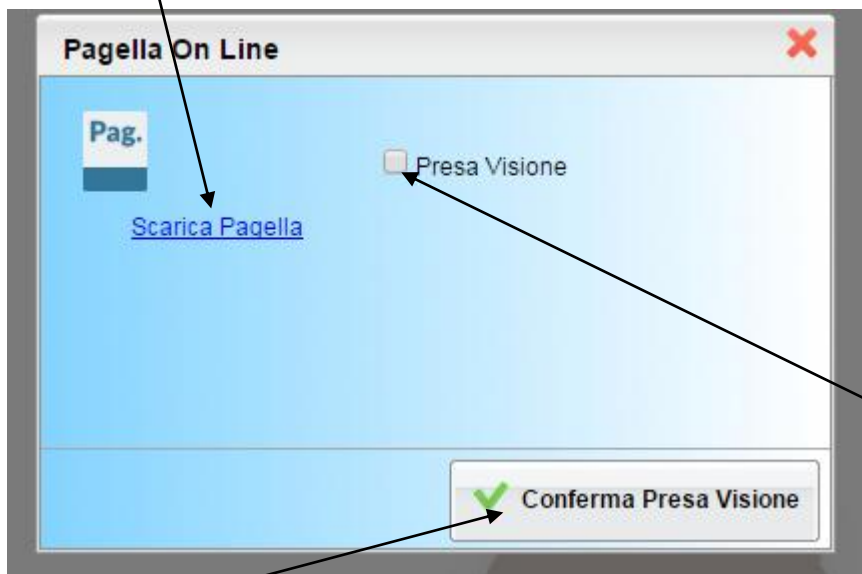 Pagella On Line
Pag.
Presa Visione
Scarica Pagella
Conferma Presa Visione